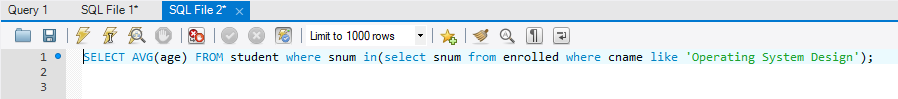 Query 1 SQL File 1* SQL File 2* ×
Limit to 1000 rows
1 SELECT AVG(age) FROM student where snum in(select snum from enrolled where cname like 'Operating System Design');
2
3